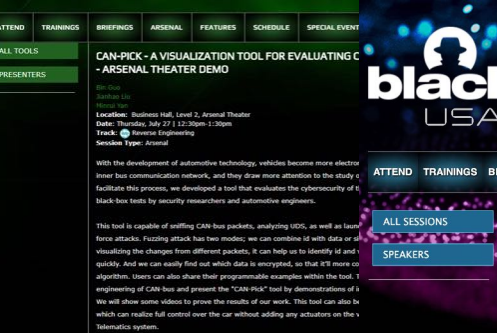 ATTEND TRAININGS BRIEFINGS ARSENAL FEATURES SCHEDULE SPECIAL EVENT
ALL TOOLS
PRESENTERS
CAN-PICK - A VISUALIZATION TOOL FOR EVALUATING C
- ARSENAL THEATER DEMO
Bin Guo
Jianhao Liu
Minrui Yan
Location: Business Hall, Level 2, Arsenal Theater
Date: Thursday, July 27 | 12:30pm-1:30pm
Track: Reverse Engineering
Session Type: Arsenal
With the development of automotive technology, vehicles become more electron
inner bus communication network, and they draw more attention to the study o
facilitate this process, we developed a tool that evaluates the cybersecurity of t
black-box tests by security researchers and automotive engineers.
This tool is capable of sniffing CAN-bus packets, analyzing UDS, as well as laun
force attacks. Fuzzing attack has two modes; we can combine id with data or si
visualizing the changes from different packets, it can help us to identify id and v
quickly. And we can easily find out which data is encrypted, so that it'll more co
algorithm. Users can also share their programmable examples within the tool. T
engineering of CAN-bus and present the "CAN-Pick" tool by demonstrations of i
We will show some videos to prove the results of our work. This tool can also be
which can realize full control over the car without adding any actuators on the v
Telematics system.
black
USA
ATTEND TRAININGS B
ALL SESSIONS
SPEAKERS